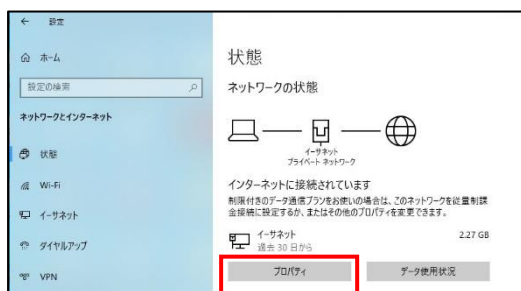 ← 設定
ホーム
設定の検索
ネットワークとインターネット
状態
Wi-Fi
イーサネット
ダイヤルアップ
VPN
状態
ネットワークの状態
イーサネット
プライベート ネットワーク
インターネットに接続されています
制限付きのデータ通信プランをお使いの場合は、このネットワークを従量制課
金接続に設定するか、またはその他のプロパティを変更できます。
イーサネット 2.27 GB
過去 30 日から
プロパティ データ使用状況